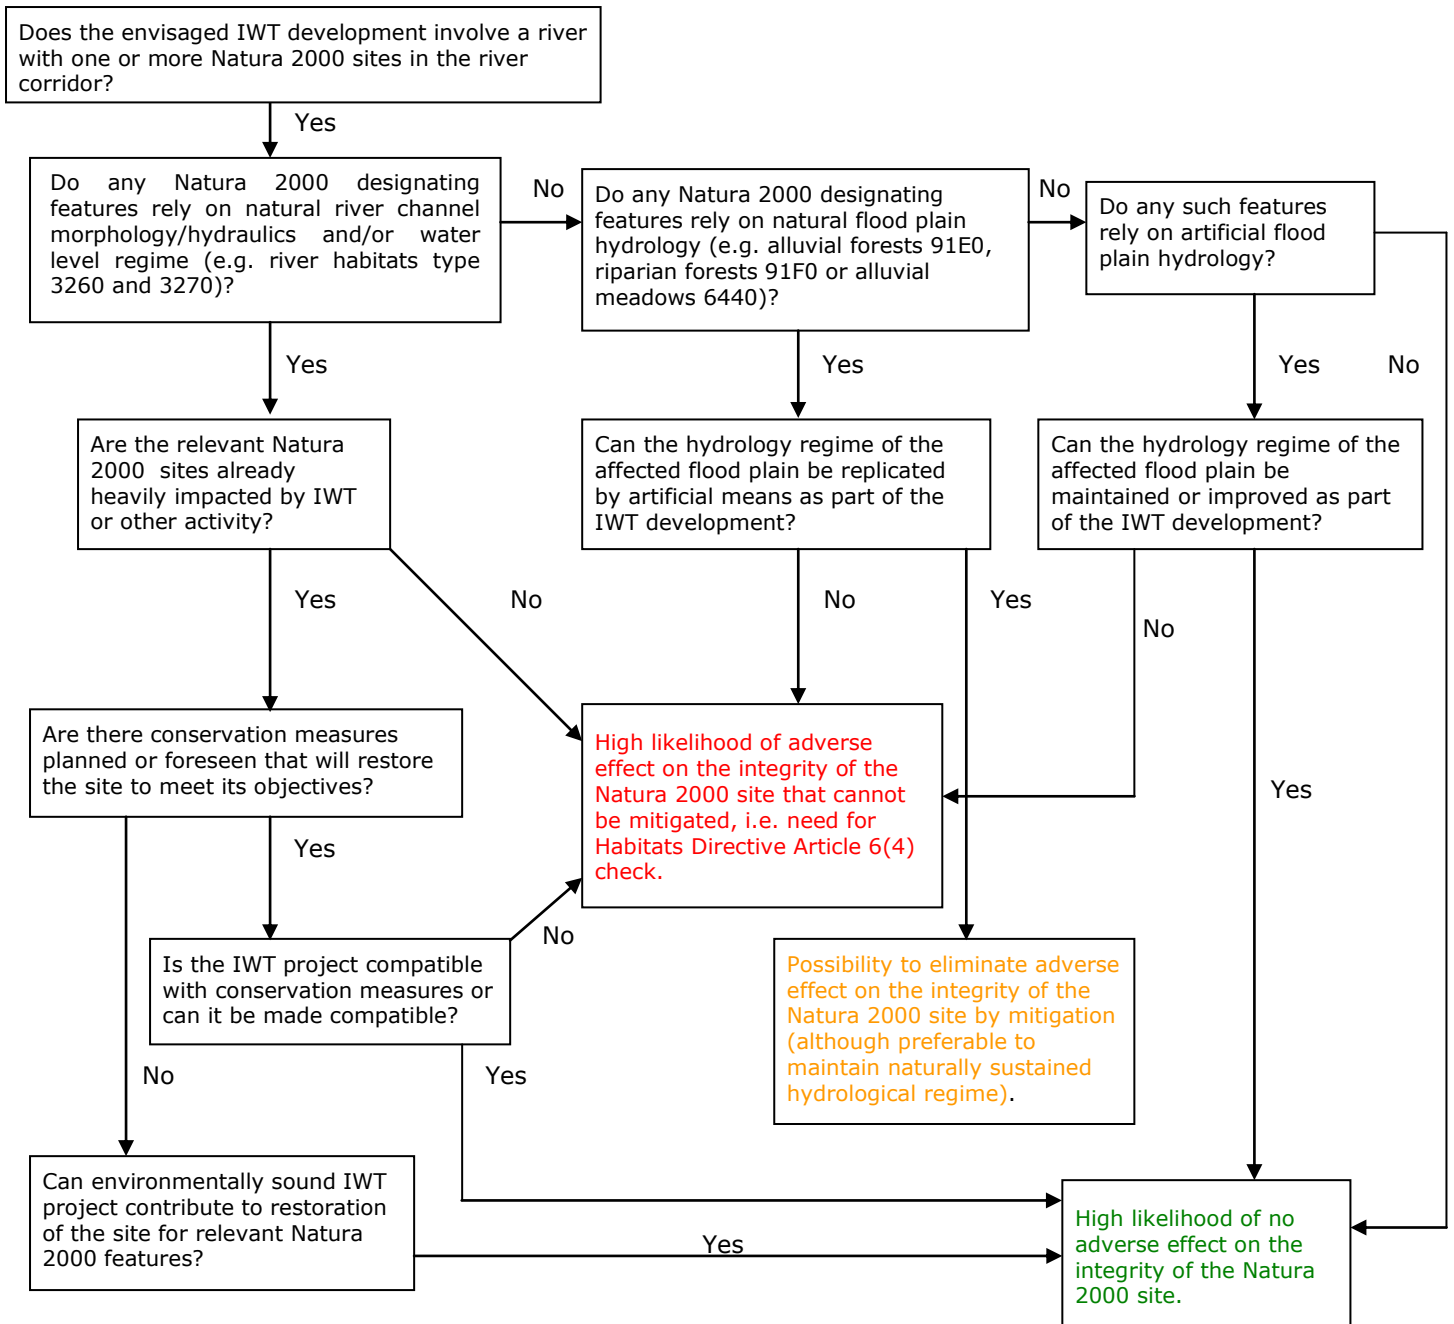 Does the envisaged IWT development involve a river
with one or more Natura 2000 sites in the river
corridor?
Yes
Do any Natura 2000 designating
features rely on natural river channel
morphology/hydraulics and/or water
level regime (e.g. river habitats type
3260 and 3270)?
No
Do any Natura 2000 designating
features rely on natural flood plain
hydrology (e.g. alluvial forests 91E0,
riparian forests 91F0 or alluvial
meadows 6440)?
No
Do any such features
rely on artificial flood
plain hydrology?
Yes
Yes
Yes
No
Are the relevant Natura
2000 sites already
heavily impacted by IWT
or other activity?
Can the hydrology regime of the
affected flood plain be replicated
by artificial means as part of the
IWT development?
Can the hydrology regime of the
affected flood plain be
maintained or improved as part
of the IWT development?
Yes
No
No
Yes
No
Yes
Are there conservation measures
planned or foreseen that will restore
the site to meet its objectives?
High likelihood of adverse
effect on the integrity of the
Natura 2000 site that cannot
be mitigated, i.e. need for
Habitats Directive Article 6(4)
check.
Yes
No
No
Is the IWT project compatible
with conservation measures or
can it be made compatible?
Yes
Possibility to eliminate adverse
effect on the integrity of the
Natura 2000 site by mitigation
(although preferable to
maintain naturally sustained
hydrological regime).
Can environmentally sound IWT
project contribute to restoration
of the site for relevant Natura
2000 features?
Yes
High likelihood of no
adverse effect on the
integrity of the Natura
2000 site.